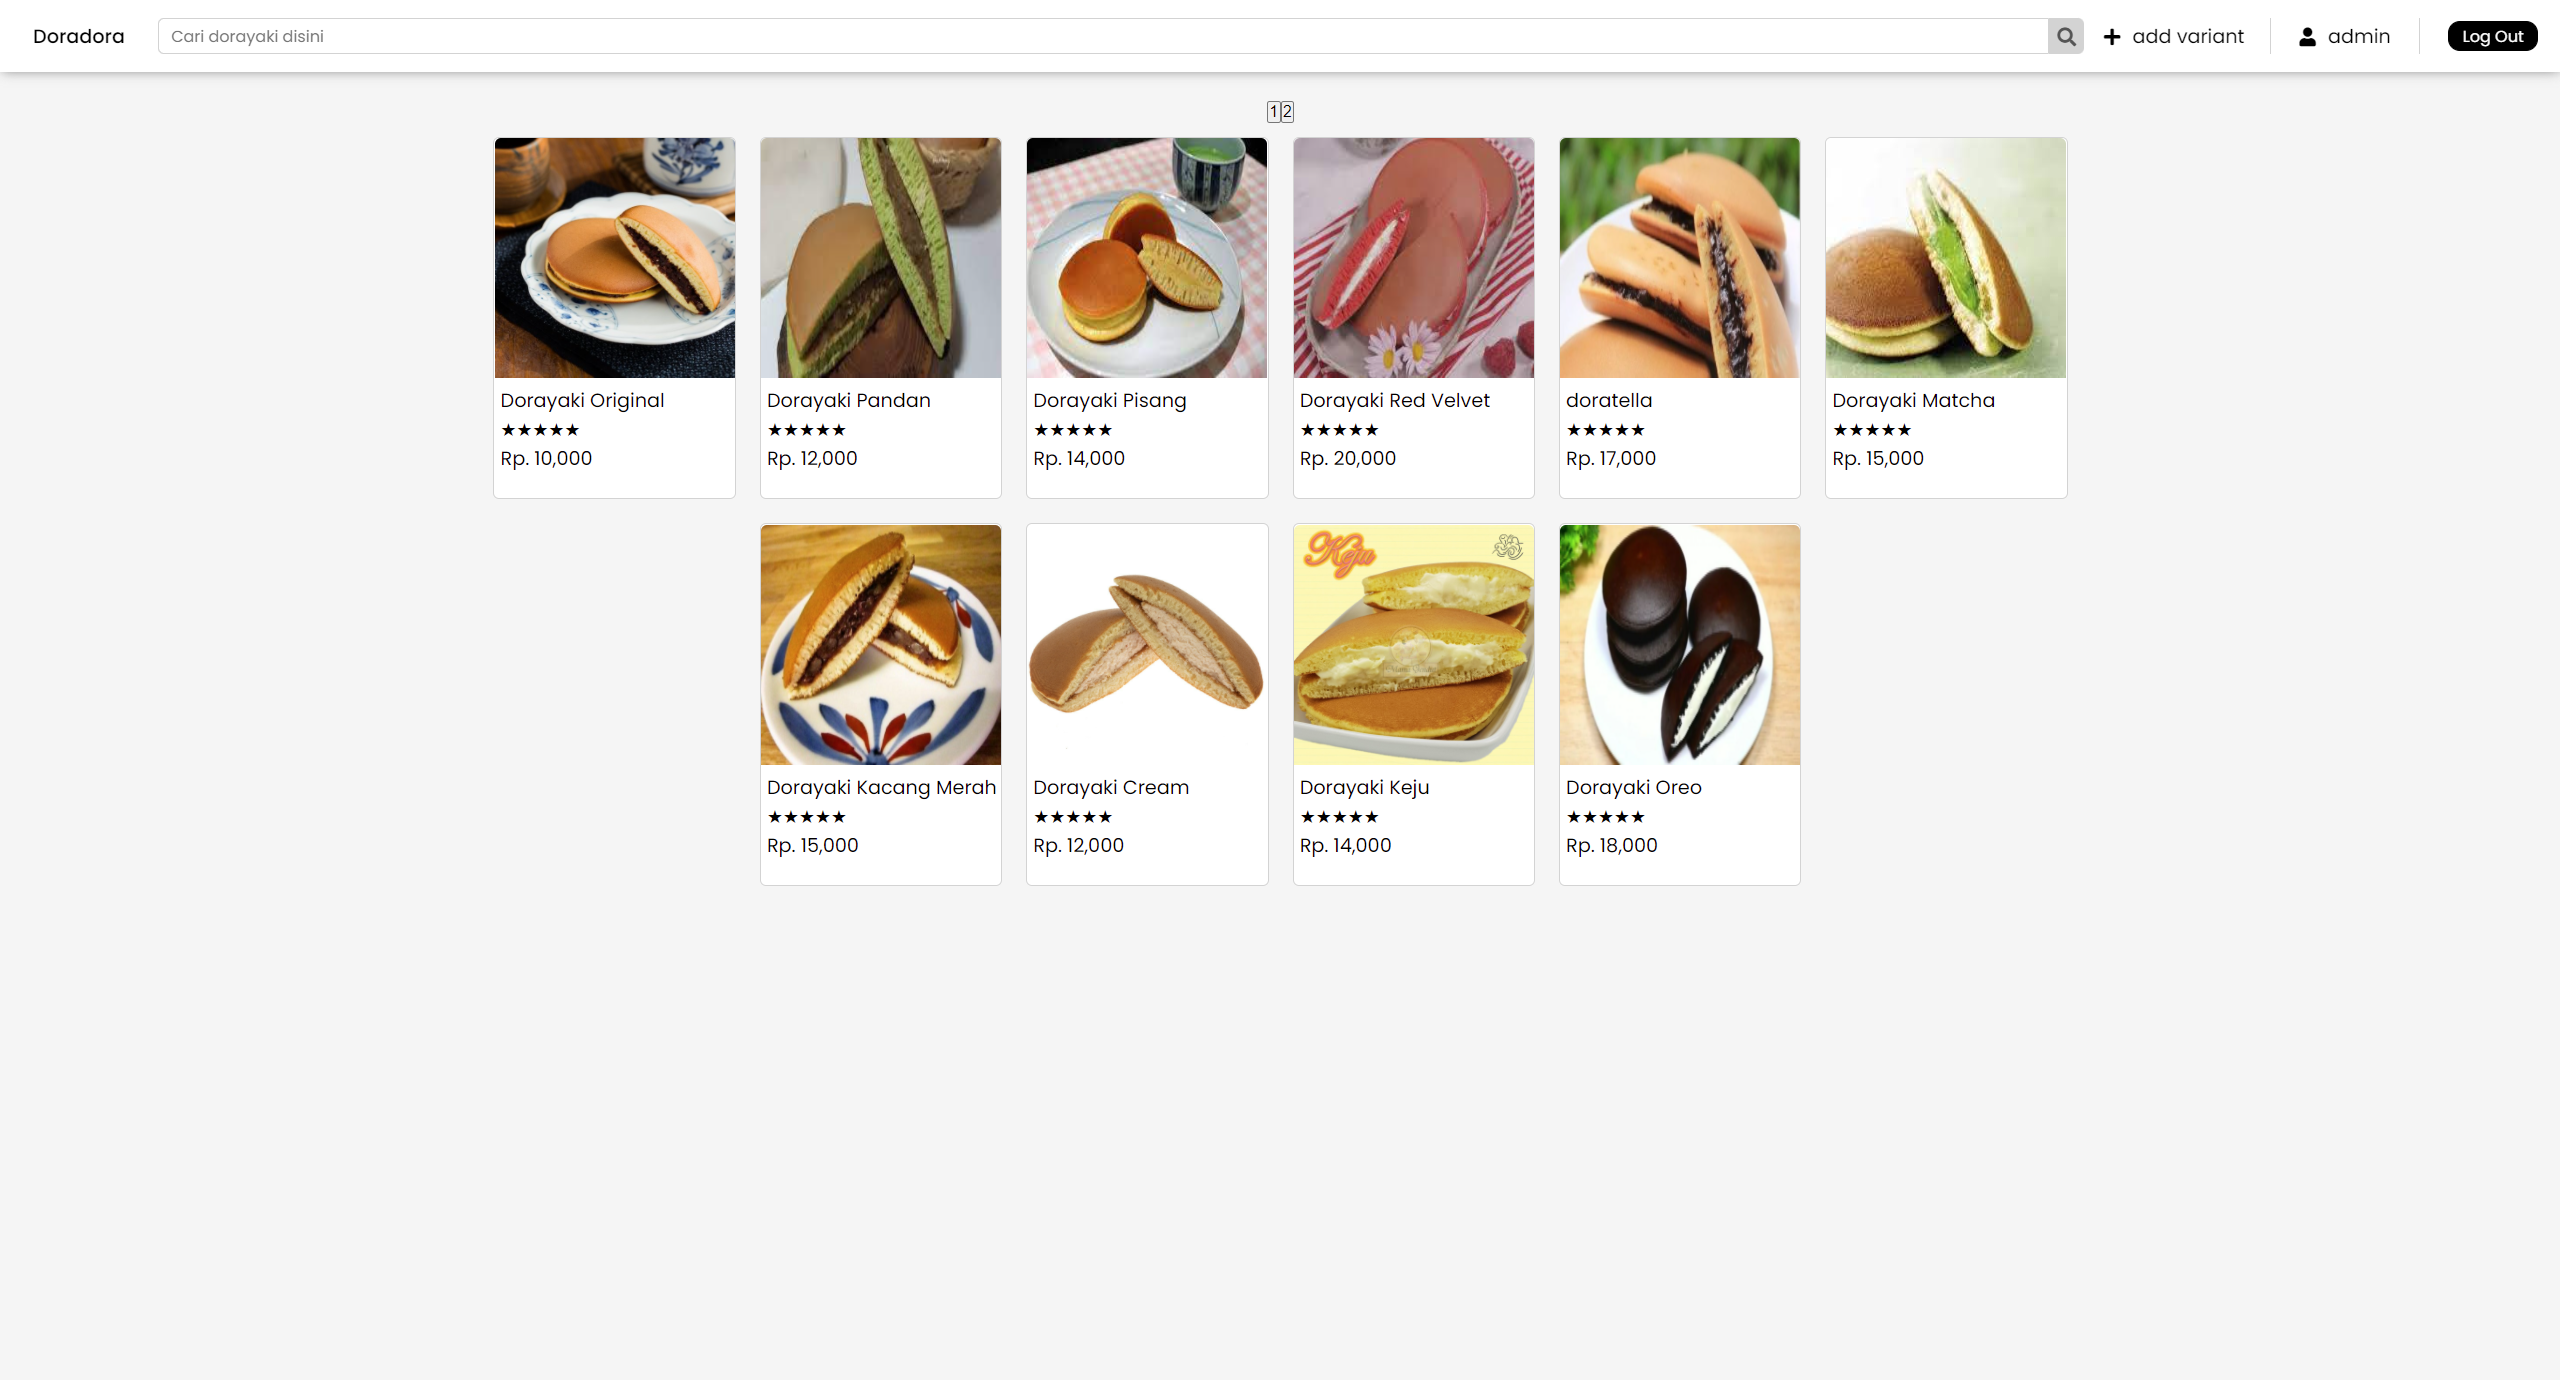 Doradora
Cari dorayaki disini
add variant
admin
Log Out
1 2
Dorayaki Original
★★★★★
Rp. 10,000
Dorayaki Pandan
★★★★★
Rp. 12,000
Dorayaki Pisang
★★★★★
Rp. 14,000
Dorayaki Red Velvet
★★★★★
Rp. 20,000
doratella
★★★★★
Rp. 17,000
Dorayaki Matcha
★★★★★
Rp. 15,000
Dorayaki Kacang Merah
★★★★★
Rp. 15,000
Dorayaki Cream
★★★★★
Rp. 12,000
Keju
Dorayaki Keju
★★★★★
Rp. 14,000
Dorayaki Oreo
★★★★★
Rp. 18,000